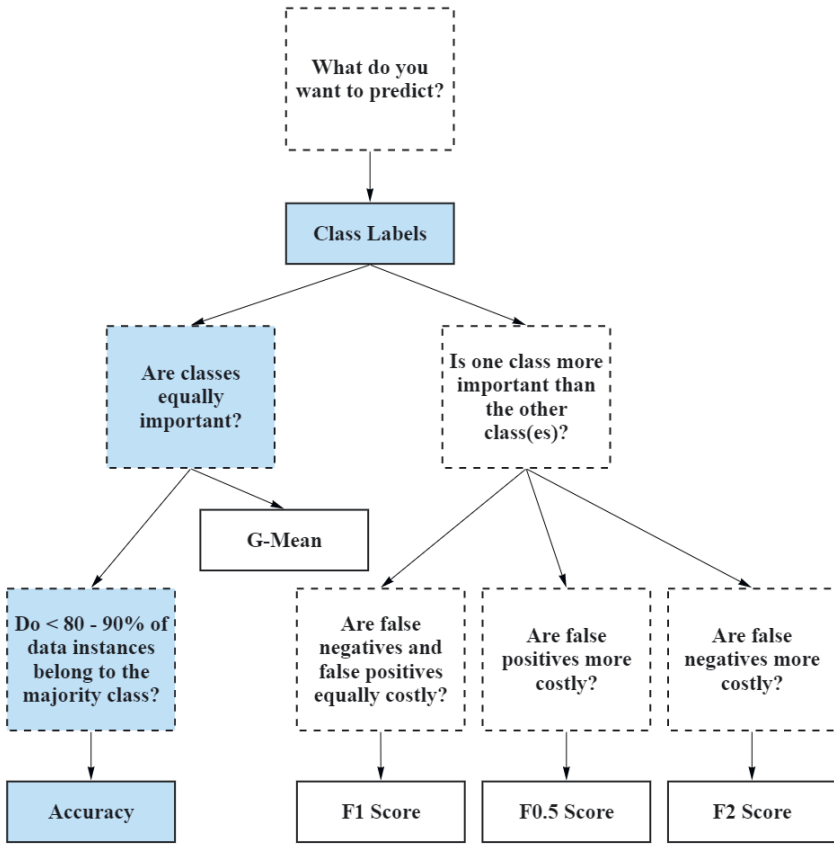 What do you
want to predict?
Class Labels
Are classes
equally
important?
Is one class more
important than
the other
class(es)?
G-Mean
Do < 80 - 90% of
data instances
belong to the
majority class?
Are false
negatives and
false positives
equally costly?
Are false
positives more
costly?
Are false
negatives more
costly?
Accuracy
F1 Score
F0.5 Score
F2 Score